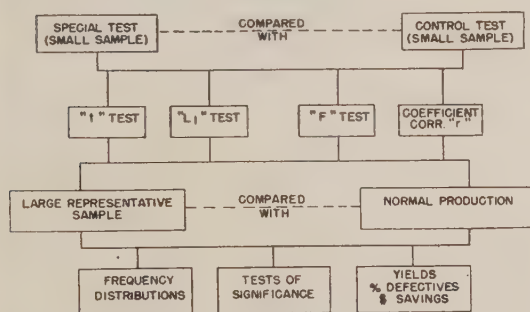 SPECIAL TEST
(SMALL SAMPLE)
COMPARED
WITH
CONTROL TEST
(SMALL SAMPLE)
"t" TEST
"L1" TEST
"F" TEST
COEFFICIENT
CORR. "r"
LARGE REPRESENTATIVE
SAMPLE
COMPARED
WITH
NORMAL PRODUCTION
FREQUENCY
DISTRIBUTIONS
TESTS OF
SIGNIFICANCE
YIELDS
% DEFECTIVES
$ SAVINGS